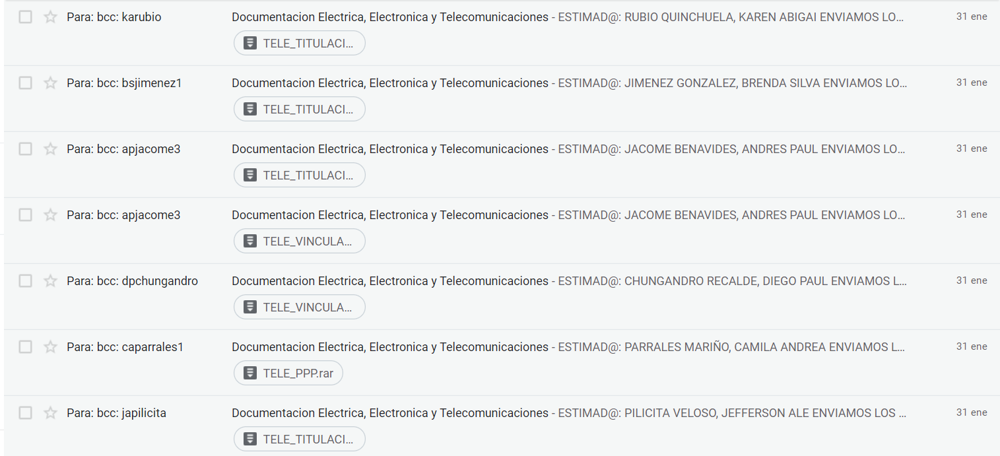 Para: bcc: karubio Documentacion Electrica, Electronica y Telecomunicaciones - ESTIMAD@: RUBIO QUINCHUELA, KAREN ABIGAI ENVIAMOS LO... 31 ene
TELE_TITULACI...
Para: bcc: bsjimenez1 Documentacion Electrica, Electronica y Telecomunicaciones - ESTIMAD@: JIMENEZ GONZALEZ, BRENDA SILVA ENVIAMOS LO... 31 ene
TELE_TITULACI...
Para: bcc: apjacome3 Documentacion Electrica, Electronica y Telecomunicaciones - ESTIMAD@: JACOME BENAVIDES, ANDRES PAUL ENVIAMOS LO... 31 ene
TELE_TITULACI...
Para: bcc: apjacome3 Documentacion Electrica, Electronica y Telecomunicaciones - ESTIMAD@: JACOME BENAVIDES, ANDRES PAUL ENVIAMOS LO... 31 ene
TELE_VINCULA...
Para: bcc: dpchungandro Documentacion Electrica, Electronica y Telecomunicaciones - ESTIMAD@: CHUNGANDRO RECALDE, DIEGO PAUL ENVIAMOS L... 31 ene
TELE_VINCULA...
Para: bcc: caparrales1 Documentacion Electrica, Electronica y Telecomunicaciones - ESTIMAD@: PARRALES MARIÑO, CAMILA ANDREA ENVIAMOS L... 31 ene
TELE_PPP.rar
Para: bcc: japilicita Documentacion Electrica, Electronica y Telecomunicaciones - ESTIMAD@: PILICITA VELOSO, JEFFERSON ALE ENVIAMOS LOS ... 31 ene
TELE_TITULACI...